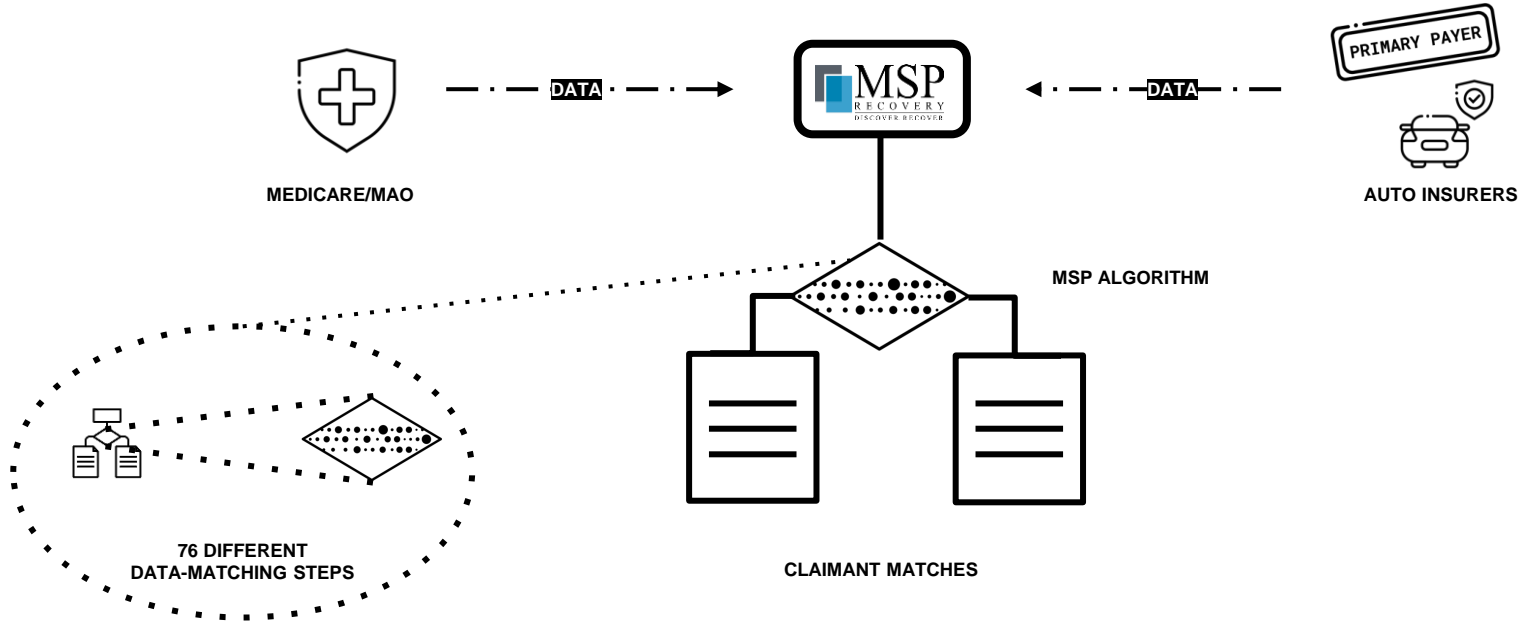 PRIMARY PAYER
DATA
MSP
RECOVERY
DISCOVER RECOVER
DATA
MEDICARE/MAO
AUTO INSURERS
MSP ALGORITHM
76 DIFFERENT
DATA-MATCHING STEPS
CLAIMANT MATCHES